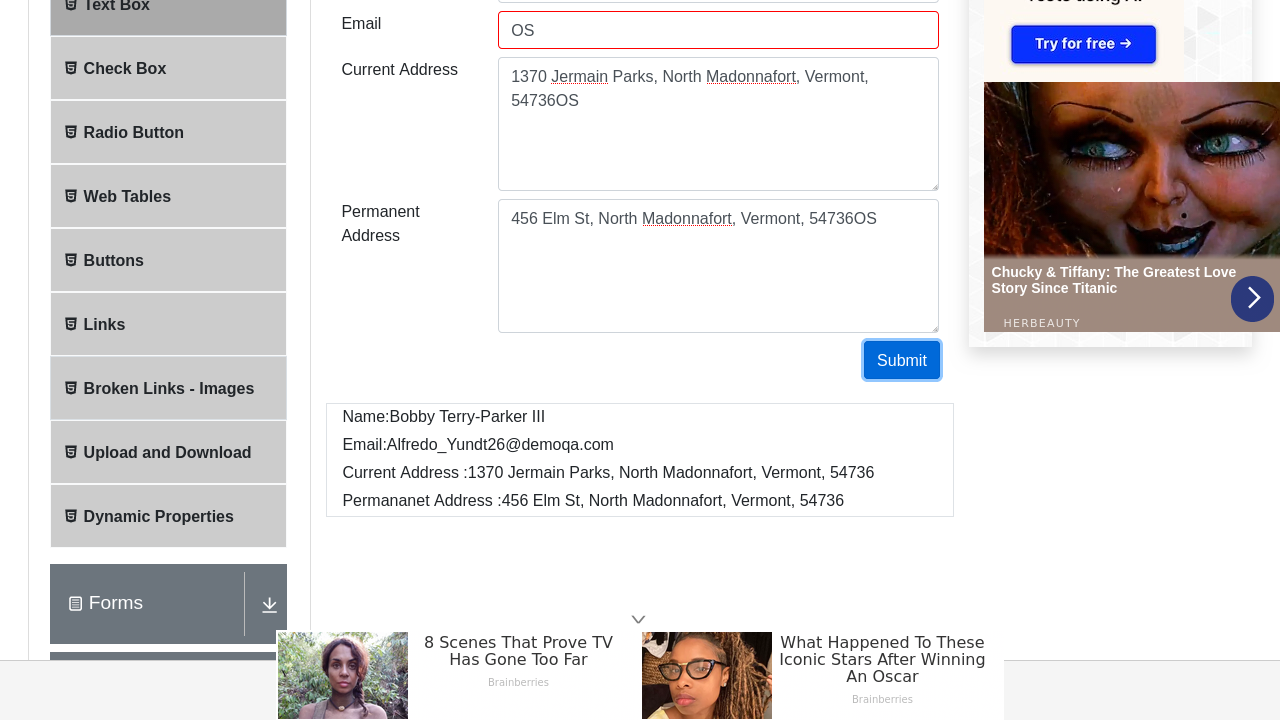 Text Box
Email
OS
Check Box
Current Address
1370 Jermain Parks, North Madonnafort, Vermont,
54736OS
Radio Button
Web Tables
Permanent
Address
456 Elm St, North Madonnafort, Vermont, 54736OS
Buttons
Links
Submit
Broken Links - Images
Upload and Download
Dynamic Properties
Name:Bobby Terry-Parker III
Email:Alfredo_Yundt26@demoqa.com
Current Address :1370 Jermain Parks, North Madonnafort, Vermont, 54736
Permananet Address :456 Elm St, North Madonnafort, Vermont, 54736
Forms
Try for free →
Chucky & Tiffany: The Greatest Love
Story Since Titanic
HERBEAUTY
8 Scenes That Prove TV
Has Gone Too Far
Brainberries
What Happened To These
Iconic Stars After Winning
An Oscar
Brainberries